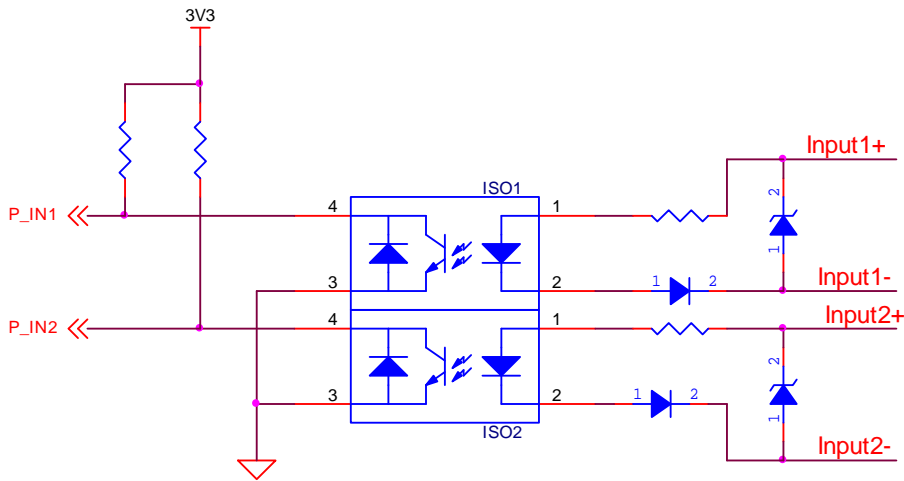 3V3
Input1+
ISO1
2
P_IN1
4
1
1
3
2
1
2
Input1-
Input2+
P_IN2
4
1
2
3
2
1
2
1
ISO2
Input2-